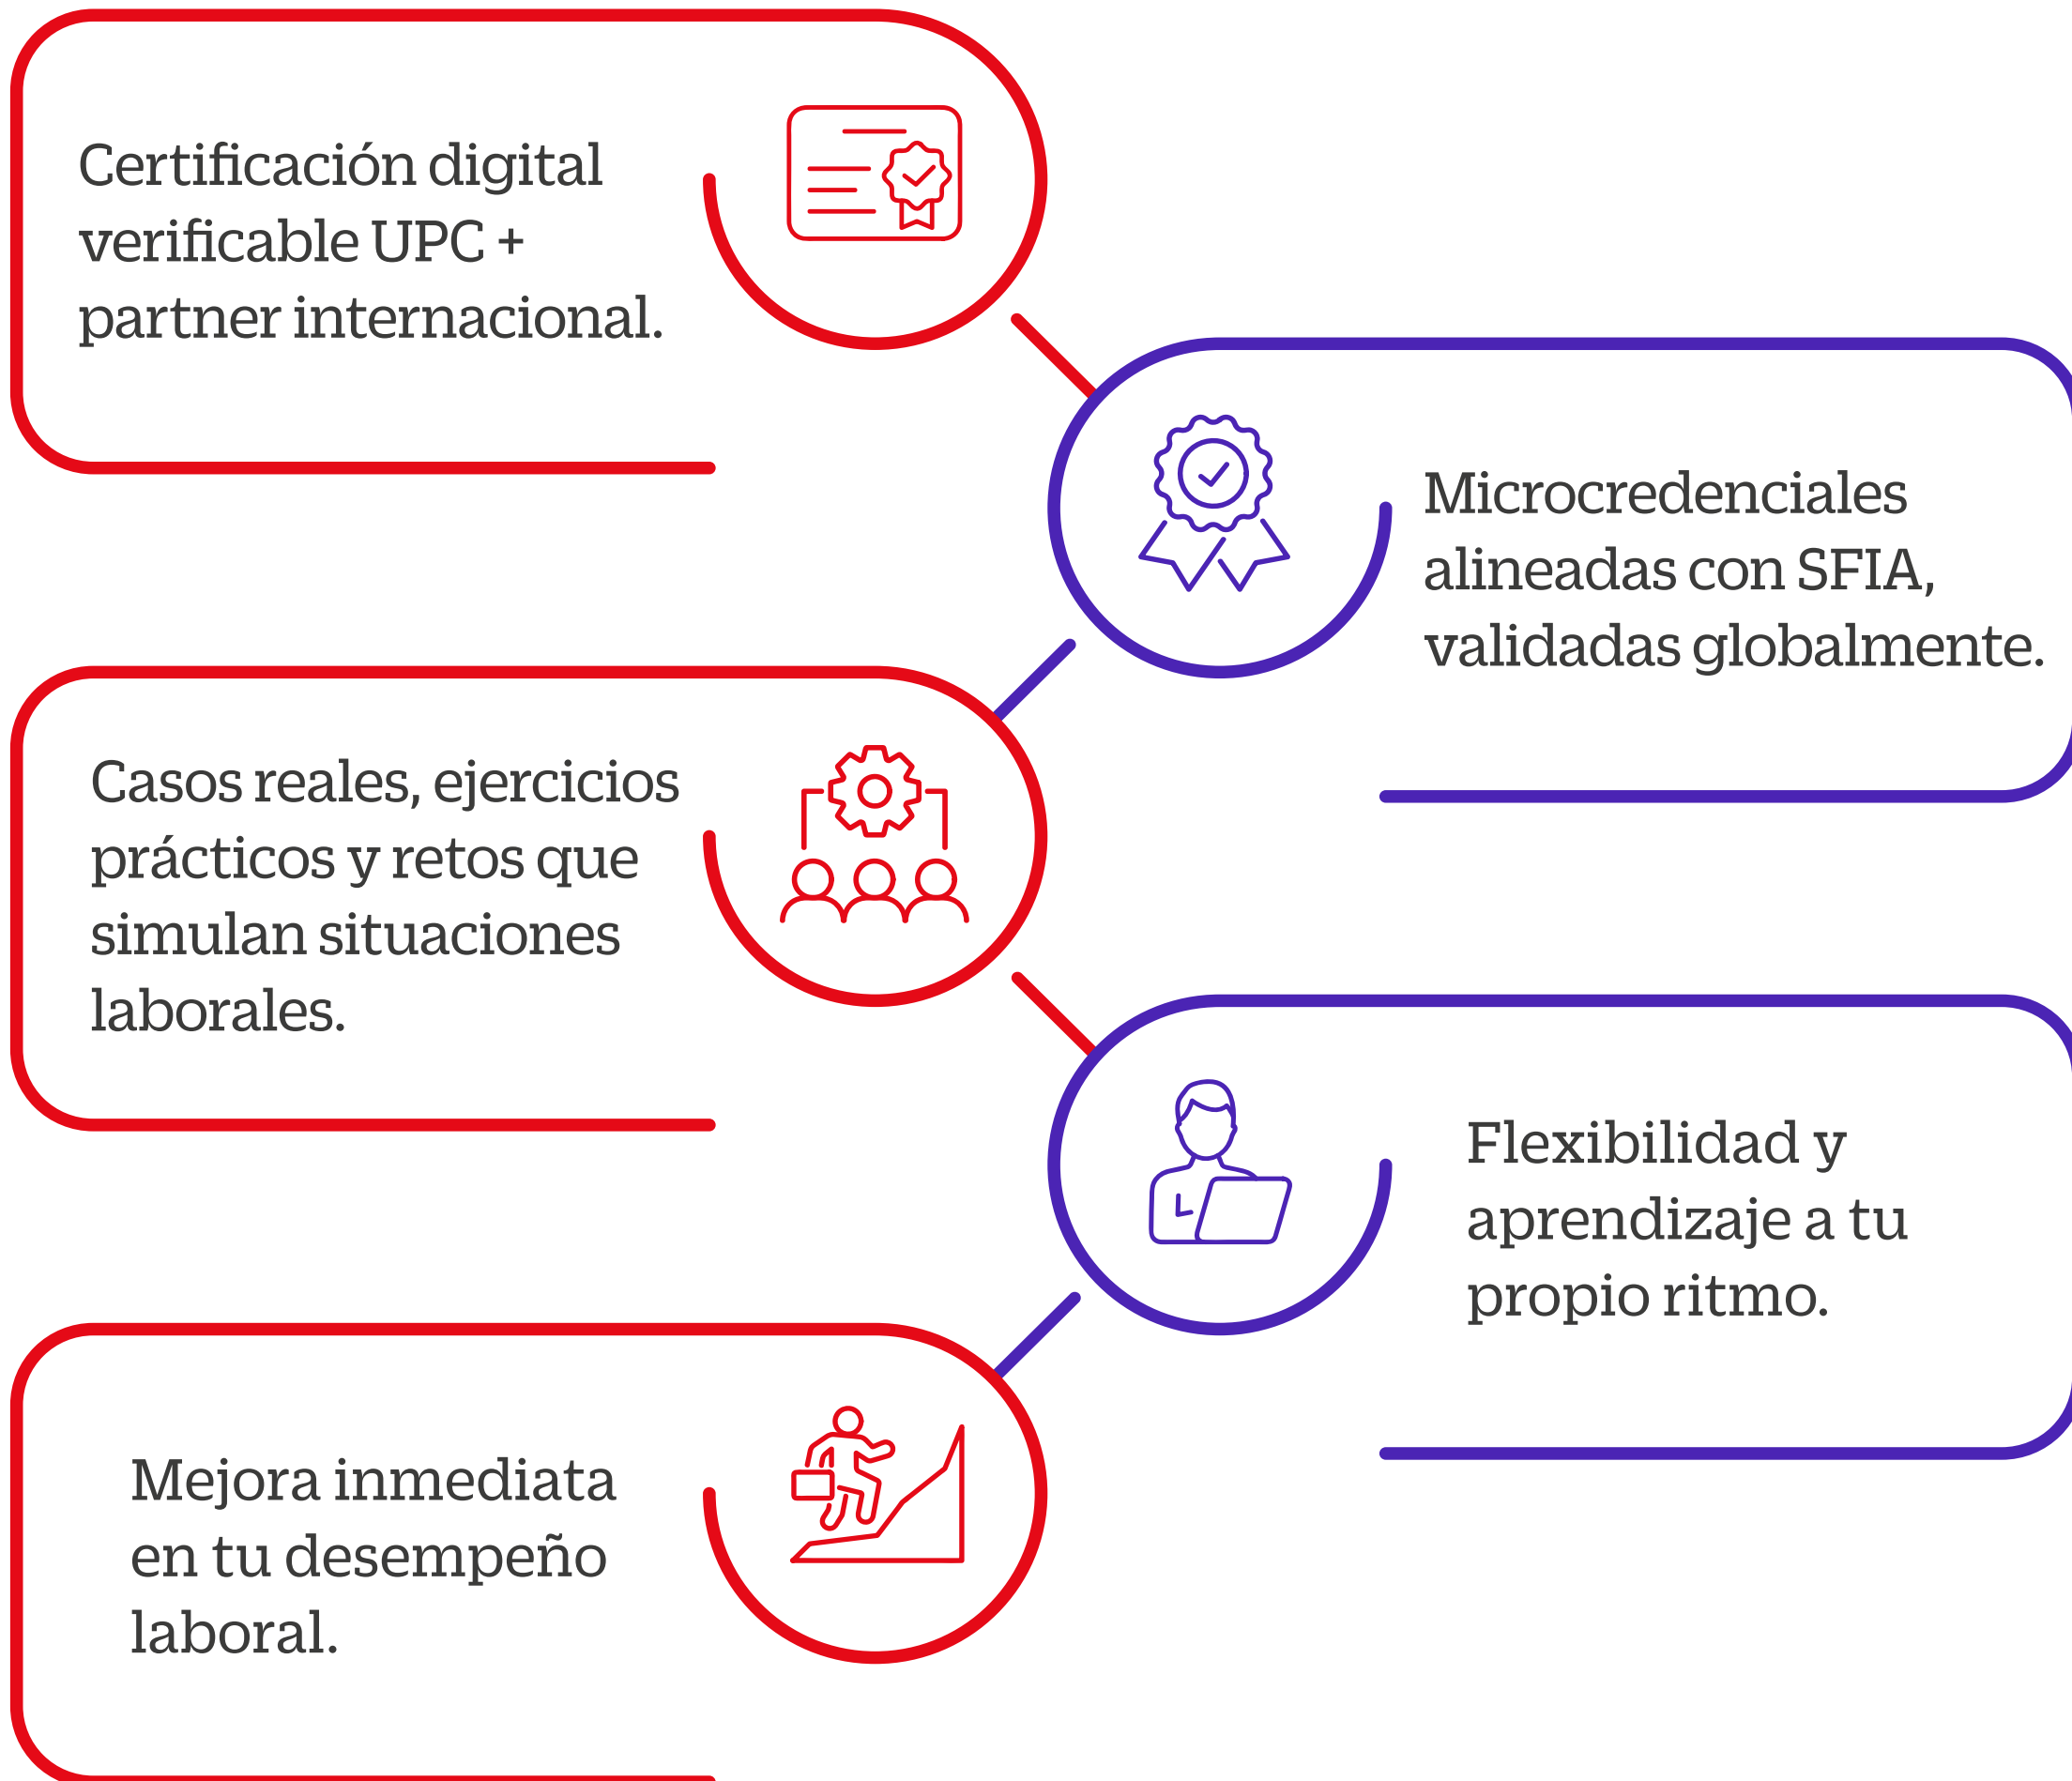 Certificación digital
verificable UPC +
partner internacional.
Microcredenciales
alineadas con SFIA,
validadas globalmente.
Casos reales, ejercicios
prácticos y retos que
simulan situaciones
laborales.
Flexibilidad y
aprendizaje a tu
propio ritmo.
Mejora inmediata
en tu desempeño
laboral.